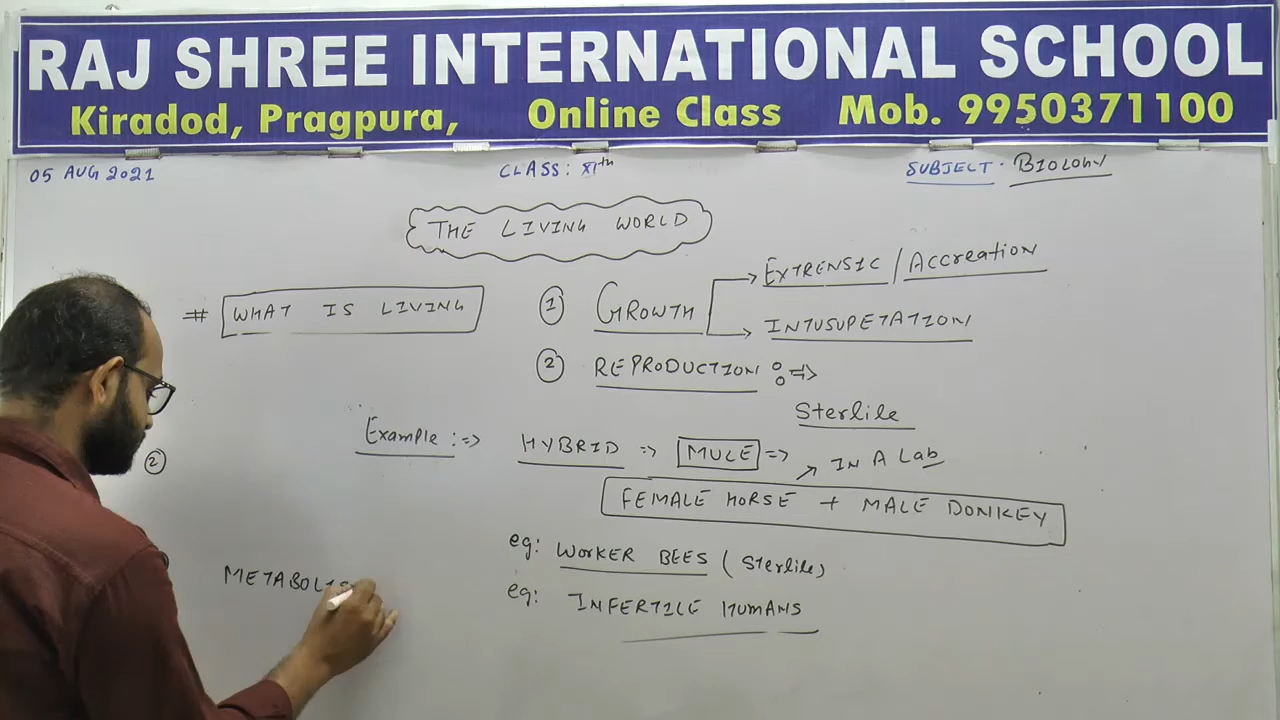 RAJ SHREE INTERNATIONAL SCHOOL
Kiradod, Pragpura, Online Class Mob. 9950371100
05 AUG 2021 CLASS: XIth SUBJECT - BIOLOGY
THE LIVING WORLD
# WHAT IS LIVING
① GROWTH
EXTRENSIC / Accreation
INTUSUPETATION
② REPRODUCTION :⇒
Sterlile
Example :⇒ HYBRID ⇒ MULE ⇒
IN A Lab
FEMALE HORSE + MALE DONKEY
②
eg: WORKER BEES (Sterlile)
eg: INFERTILE HUMANS
METABOLIS